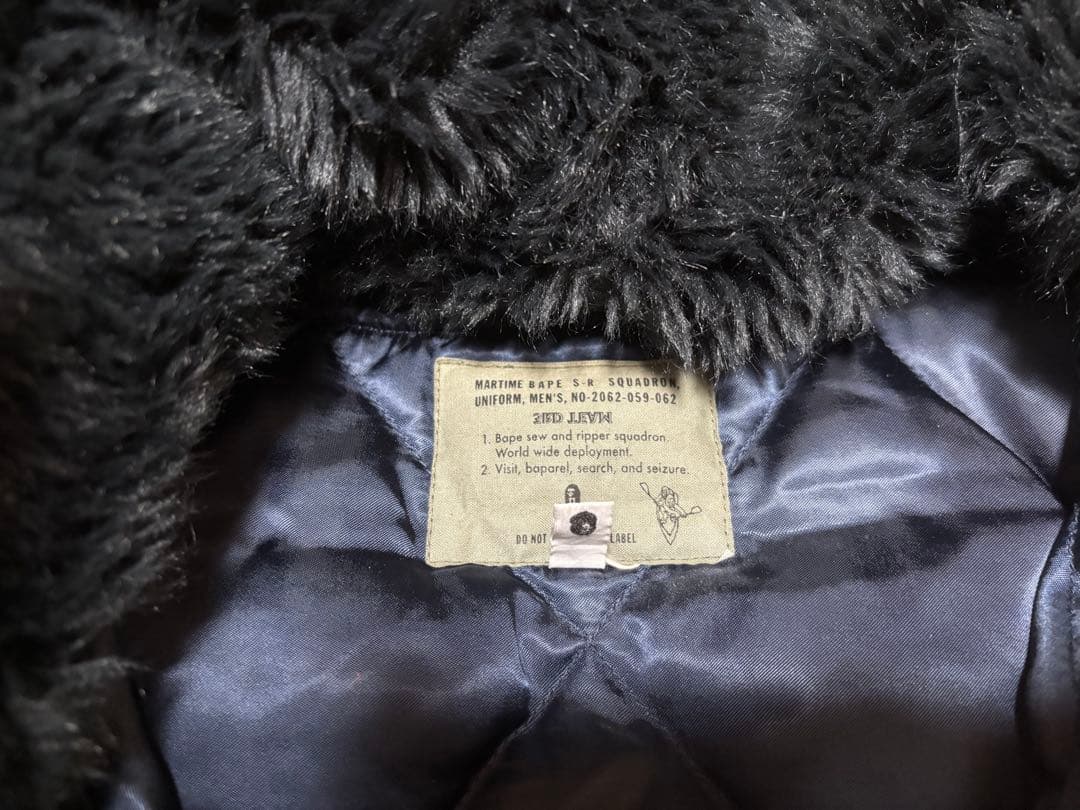 MARTIME BAPE S-R SQUADRON,
UNIFORM, MEN'S, NO-2062-059-062
1. Bape sew and ripper squadron.
World wide deployment.
2. Visit, baparel, search, and seizure.
DO NOT LABEL